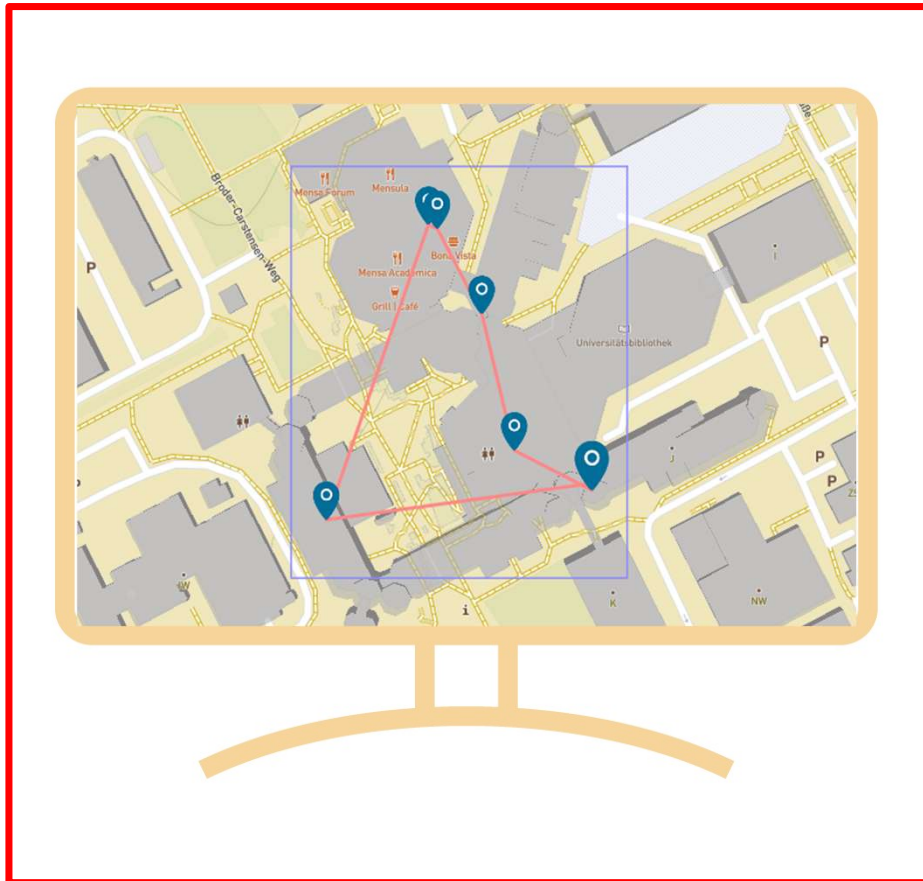 Broder-Carstensen-Weg
Mensa Forum
Mensula
Bona Vista
Mensa Academica
Grill | Café
Universitätsbibliothek
P
P
P
P
I
J
i
K
NW